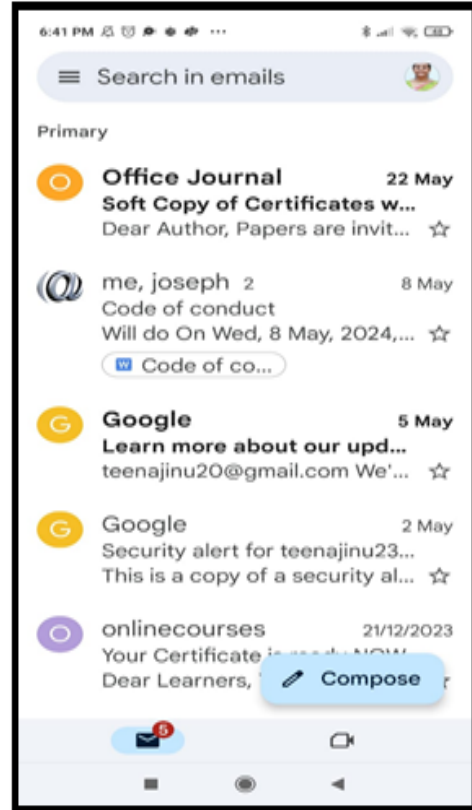 6:41 PM
Search in emails
Primary
O Office Journal 22 May
Soft Copy of Certificates w...
Dear Author, Papers are invit...
me, joseph 2 8 May
Code of conduct
Will do On Wed, 8 May, 2024,...
W Code of co...
G Google 5 May
Learn more about our upd...
teenajinu20@gmail.com We'...
G Google 2 May
Security alert for teenajinu23...
This is a copy of a security al...
O onlinecourses 21/12/2023
Your Certificate is ready NOW
Dear Learners,
Compose
5